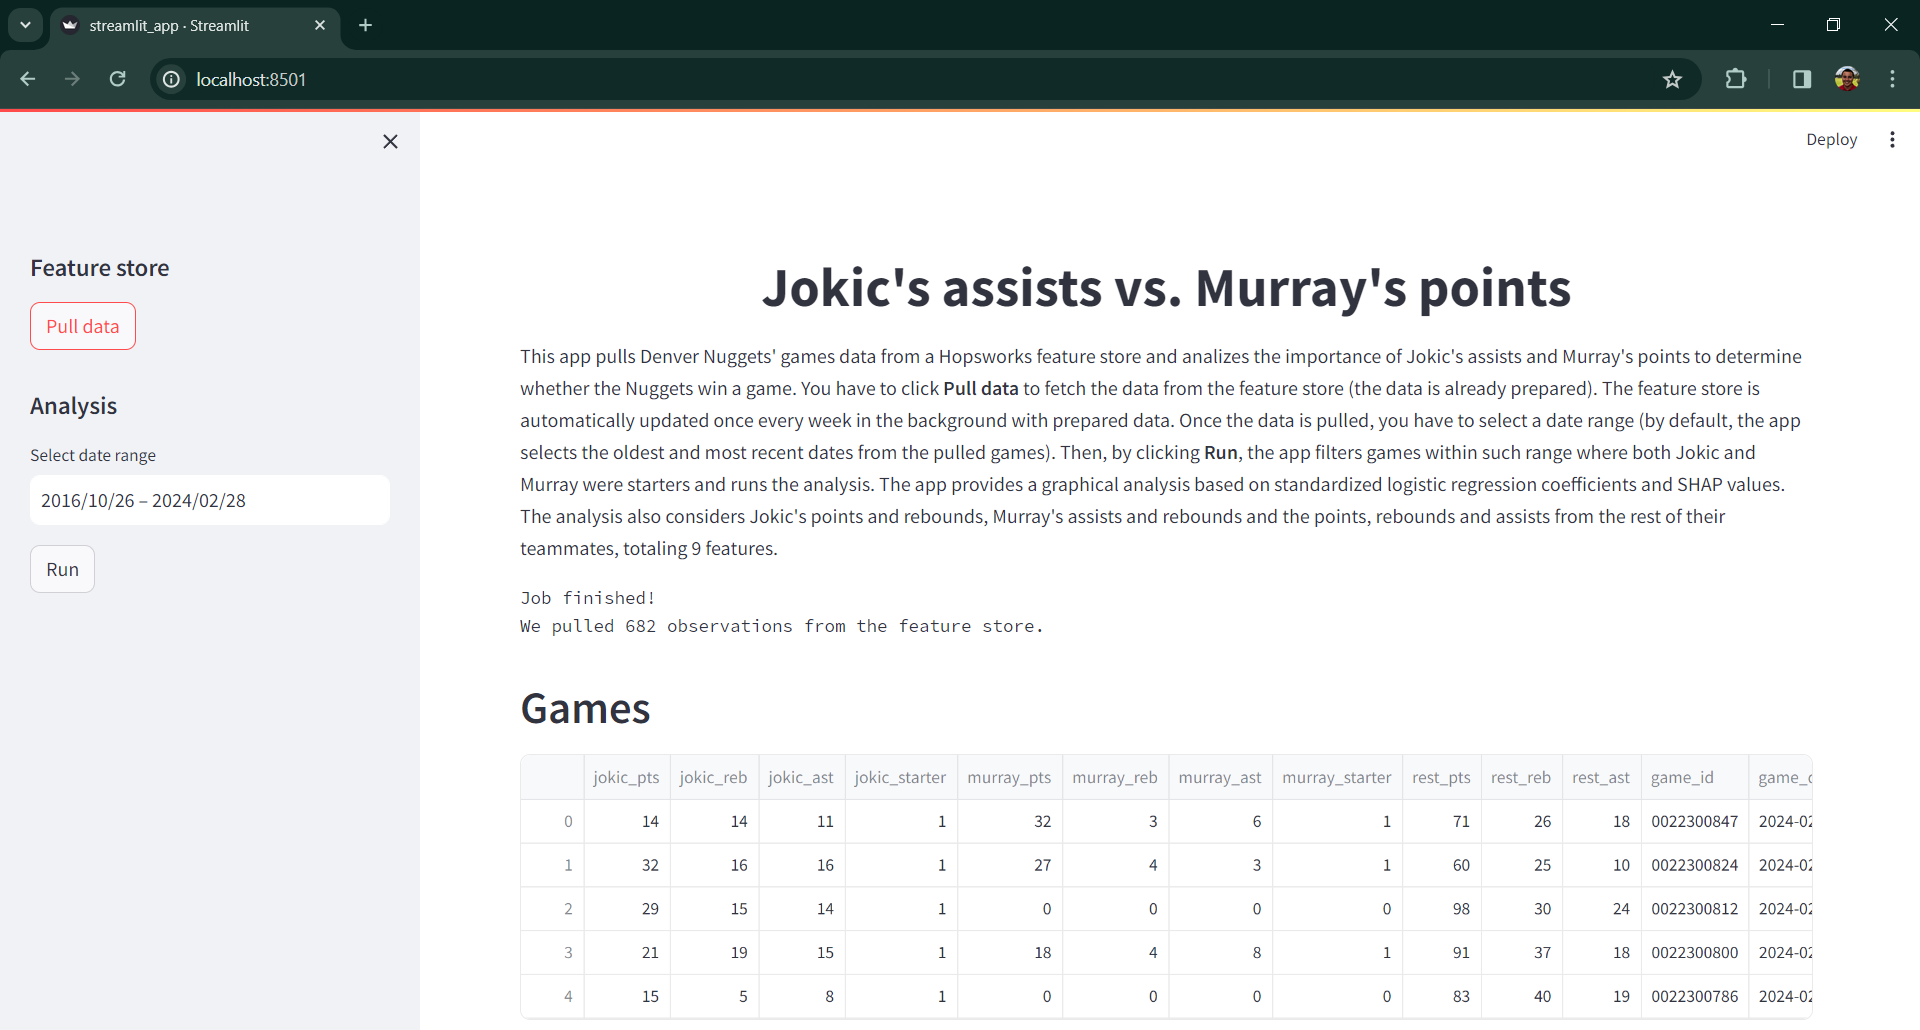 streamlit_app · Streamlit
localhost:8501
Deploy
Feature store
Pull data
Analysis
Select date range
2016/10/26 – 2024/02/28
Run
Jokic's assists vs. Murray's points
This app pulls Denver Nuggets' games data from a Hopsworks feature store and analizes the importance of Jokic's assists and Murray's points to determine
whether the Nuggets win a game. You have to click Pull data to fetch the data from the feature store (the data is already prepared). The feature store is
automatically updated once every week in the background with prepared data. Once the data is pulled, you have to select a date range (by default, the app
selects the oldest and most recent dates from the pulled games). Then, by clicking Run, the app filters games within such range where both Jokic and
Murray were starters and runs the analysis. The app provides a graphical analysis based on standardized logistic regression coefficients and SHAP values.
The analysis also considers Jokic's points and rebounds, Murray's assists and rebounds and the points, rebounds and assists from the rest of their
teammates, totaling 9 features.
Job finished!
We pulled 682 observations from the feature store.
Games
jokic_pts jokic_reb jokic_ast jokic_starter murray_pts murray_reb murray_ast murray_starter rest_pts rest_reb rest_ast game_id game_
0 14 14 11 1 32 3 6 1 71 26 18 0022300847 2024-02
1 32 16 16 1 27 4 3 1 60 25 10 0022300824 2024-02
2 29 15 14 1 0 0 0 0 98 30 24 0022300812 2024-02
3 21 19 15 1 18 4 8 1 91 37 18 0022300800 2024-02
4 15 5 8 1 0 0 0 0 83 40 19 0022300786 2024-02